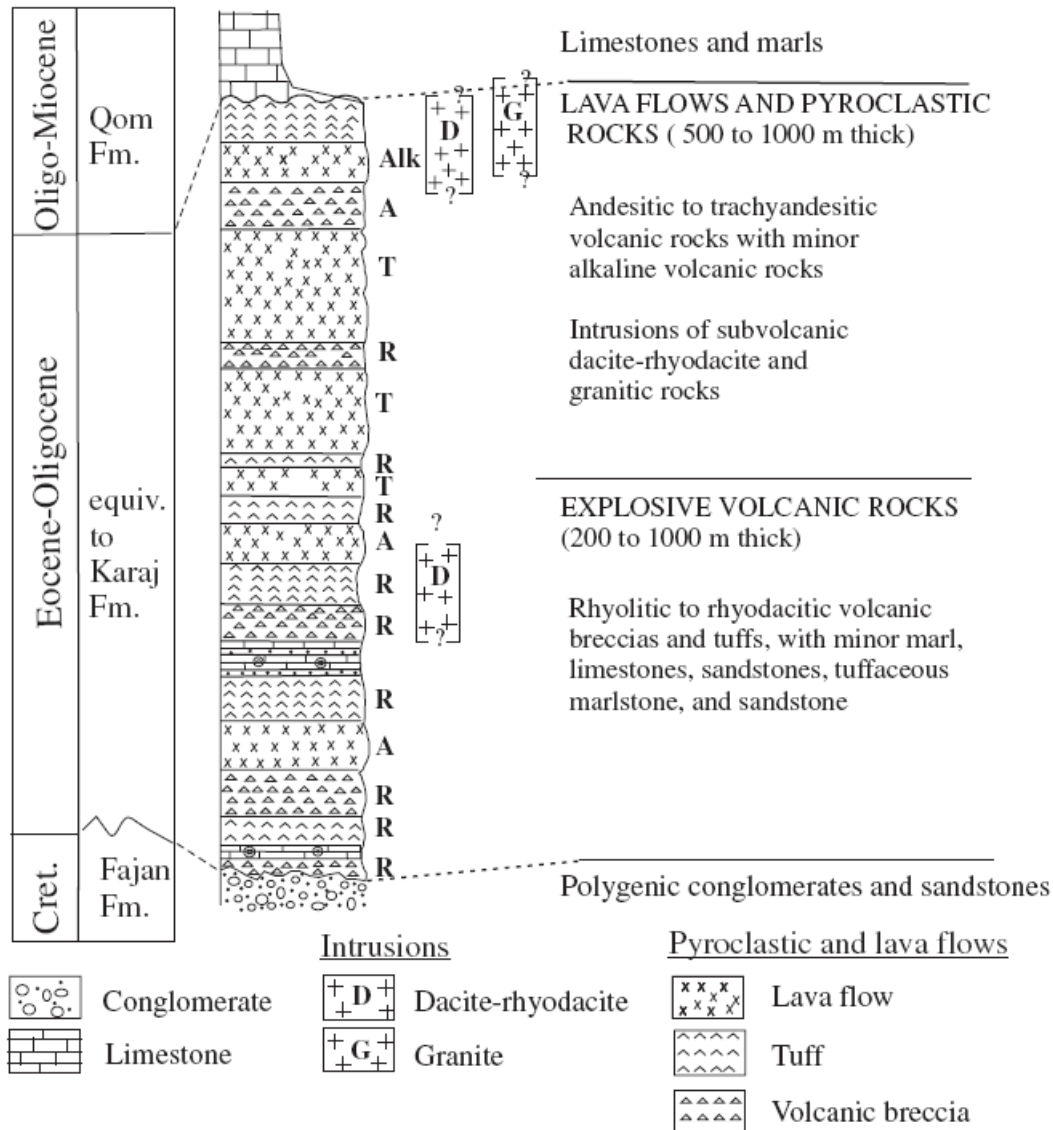 Oligo-Miocene
Qom
Fm.
Eocene-Oligocene
equiv.
to
Karaj
Fm.
Cret.
Fajan
Fm.
Alk
A
T
R
T
R
T
R
A
R
R
R
A
R
R
R
?
D
?
?
G
?
?
D
?
Limestones and marls
LAVA FLOWS AND PYROCLASTIC
ROCKS ( 500 to 1000 m thick)
Andesitic to trachyandesitic
volcanic rocks with minor
alkaline volcanic rocks
Intrusions of subvolcanic
dacite-rhyodacite and
granitic rocks
EXPLOSIVE VOLCANIC ROCKS
(200 to 1000 m thick)
Rhyolitic to rhyodacitic volcanic
breccias and tuffs, with minor marl,
limestones, sandstones, tuffaceous
marlstone, and sandstone
Polygenic conglomerates and sandstones
Conglomerate
Limestone
Intrusions
D Dacite-rhyodacite
G Granite
Pyroclastic and lava flows
Lava flow
Tuff
Volcanic breccia